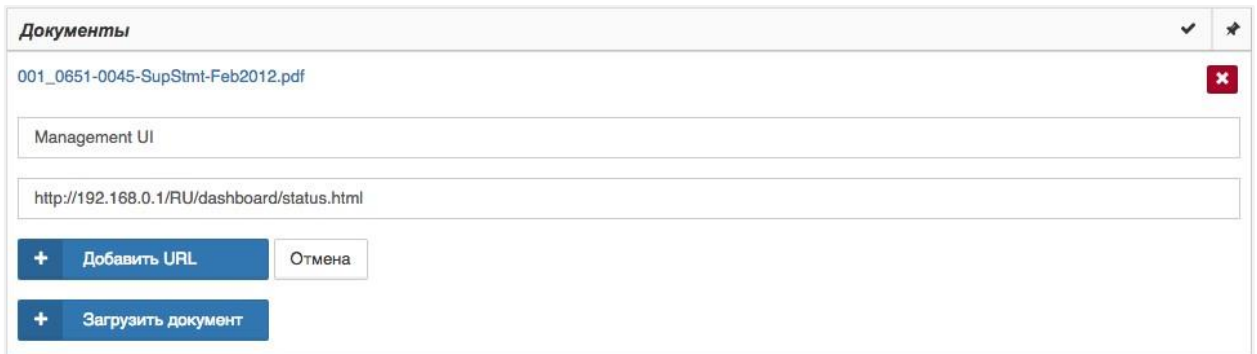 Документы
001_0651-0045-SupStmt-Feb2012.pdf
Management UI
http://192.168.0.1/RU/dashboard/status.html
Добавить URL Отмена
Загрузить документ